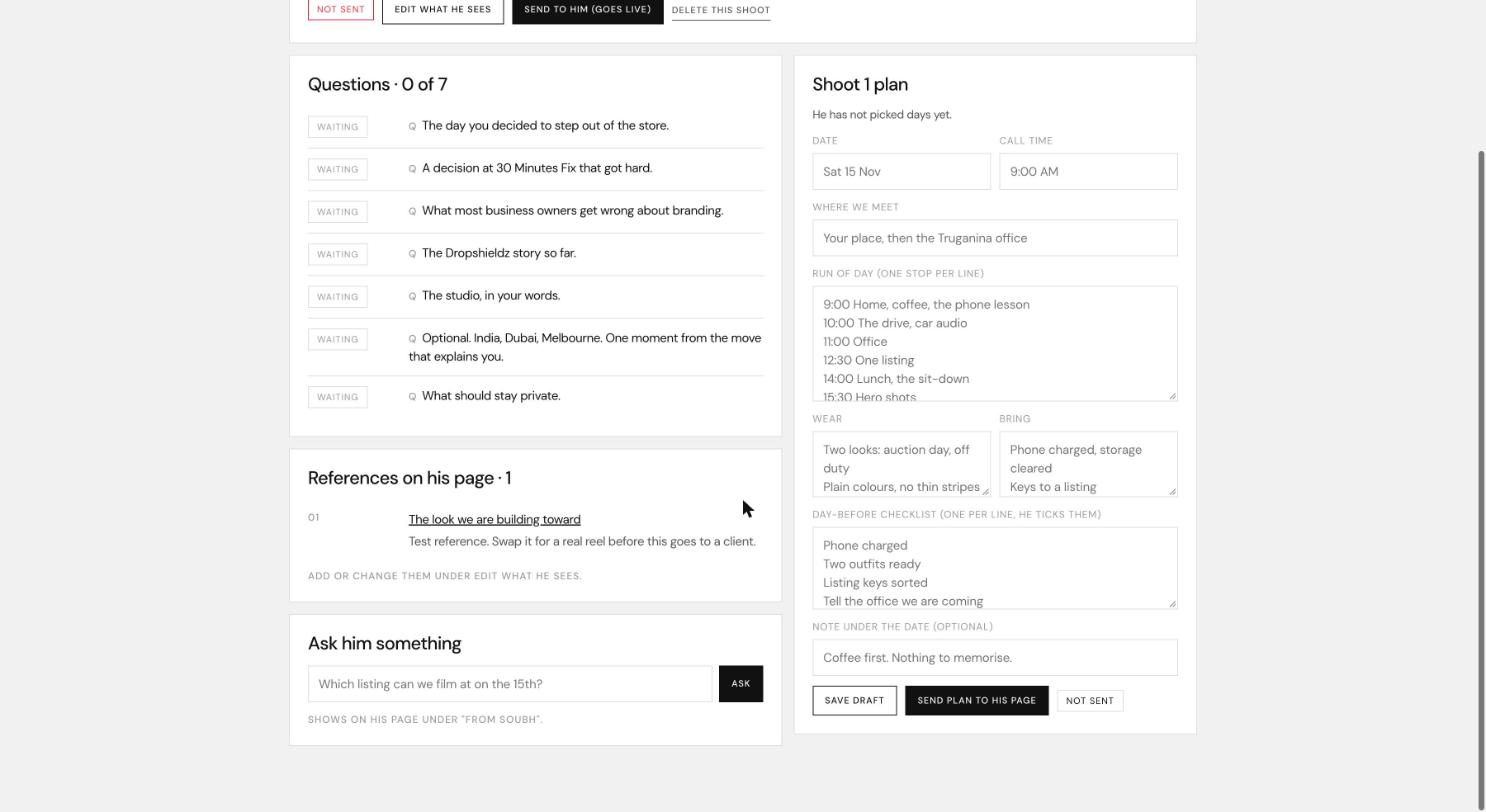 NOT SENT
EDIT WHAT HE SEES
SEND TO HIM (GOES LIVE)
DELETE THIS SHOOT
Questions · 0 of 7
WAITING
Q The day you decided to step out of the store.
WAITING
Q A decision at 30 Minutes Fix that got hard.
WAITING
Q What most business owners get wrong about branding.
WAITING
Q The Dropshieldz story so far.
WAITING
Q The studio, in your words.
WAITING
Q Optional. India, Dubai, Melbourne. One moment from the move
that explains you.
WAITING
Q What should stay private.
References on his page · 1
01
The look we are building toward
Test reference. Swap it for a real reel before this goes to a client.
ADD OR CHANGE THEM UNDER EDIT WHAT HE SEES.
Ask him something
Which listing can we film at on the 15th?
ASK
SHOWS ON HIS PAGE UNDER "FROM SOUBH".
Shoot 1 plan
He has not picked days yet.
DATE
CALL TIME
Sat 15 Nov
9:00 AM
WHERE WE MEET
Your place, then the Truganina office
RUN OF DAY (ONE STOP PER LINE)
9:00 Home, coffee, the phone lesson
10:00 The drive, car audio
11:00 Office
12:30 One listing
14:00 Lunch, the sit-down
15:30 Hero shots
WEAR
BRING
Two looks: auction day, off
duty
Plain colours, no thin stripes
Phone charged, storage
cleared
Keys to a listing
DAY-BEFORE CHECKLIST (ONE PER LINE, HE TICKS THEM)
Phone charged
Two outfits ready
Listing keys sorted
Tell the office we are coming
NOTE UNDER THE DATE (OPTIONAL)
Coffee first. Nothing to memorise.
SAVE DRAFT
SEND PLAN TO HIS PAGE
NOT SENT